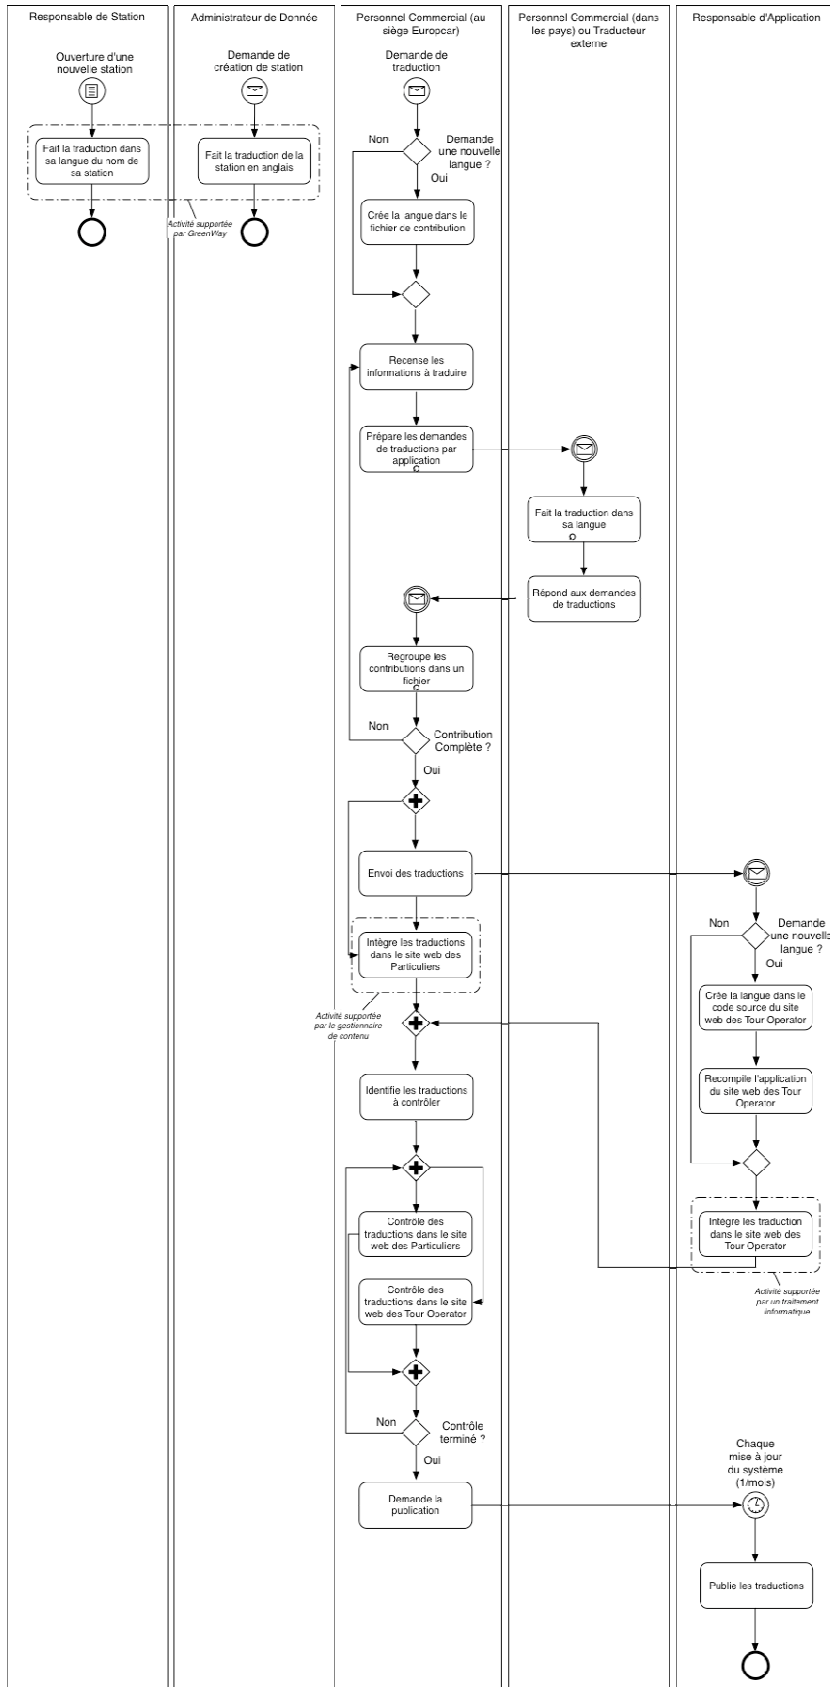 Responsable de Station
Administrateur de Donnée
Personnel Commercial (au
siège Europcar)
Personnel Commercial (dans
les pays) ou Traducteur
externe
Responsable d'Application
Ouverture d'une
nouvelle station
Demande de
création de station
Demande de
traduction
Fait la traduction dans
sa langue du nom de
sa station
Fait la traduction de la
station en anglais
Activité supportée
par GreenWay
Non
Demande
une nouvelle
langue ?
Oui
Crée la langue dans le
fichier de contribution
Recense les
informations à traduire
Prépare les demandes
de traductions par
application
Fait la traduction dans
sa langue
Répond aux demandes
de traductions
Regroupe les
contributions dans un
fichier
Non
Contribution
Complète ?
Oui
Envoi des traductions
Non
Demande
une nouvelle
langue ?
Oui
Intègre les traductions
dans le site web des
Particuliers
Activité supportée
par le gestionnaire
de contenu
Crée la langue dans le
code source du site
web des Tour Operator
Recompile l'application
du site web des Tour
Operator
Identifie les traductions
à contrôler
Contrôle des
traductions dans le site
web des Particuliers
Intègre les traduction
dans le site web des
Tour Operator
Contrôle des
traductions dans le site
web des Tour Operator
Activité supportée
par un traitement
informatique
Non
Contrôle
terminé ?
Oui
Chaque
mise à jour
du système
(1/mois)
Demande la
publication
Publie les traductions